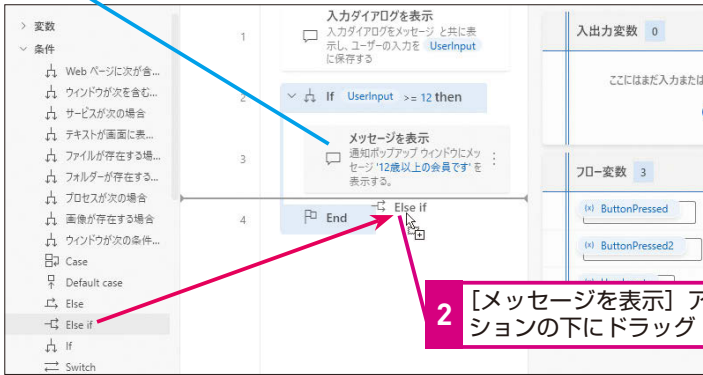 変数
条件
Web ページに次が含...
ウィンドウが次を含む...
サービスが次の場合
テキストが画面に表...
ファイルが存在する場...
フォルダーが存在する...
プロセスが次の場合
画像が存在する場合
ウィンドウが次の条件...
Case
Default case
Else
Else if
If
Switch
1
入力ダイアログを表示
入力ダイアログをメッセージ と共に表
示し、ユーザーの入力を UserInput
に保存する
2
If UserInput >= 12 then
3
メッセージを表示
通知ポップアップ ウィンドウにメッ
セージ '12歳以上の会員です' を
表示する。
Else if
4
End
入出力変数 0
ここにはまだ入力または
フロー変数 3
(x) ButtonPressed
(x) ButtonPressed2
2
[メッセージを表示] ア
ションの下にドラッグ